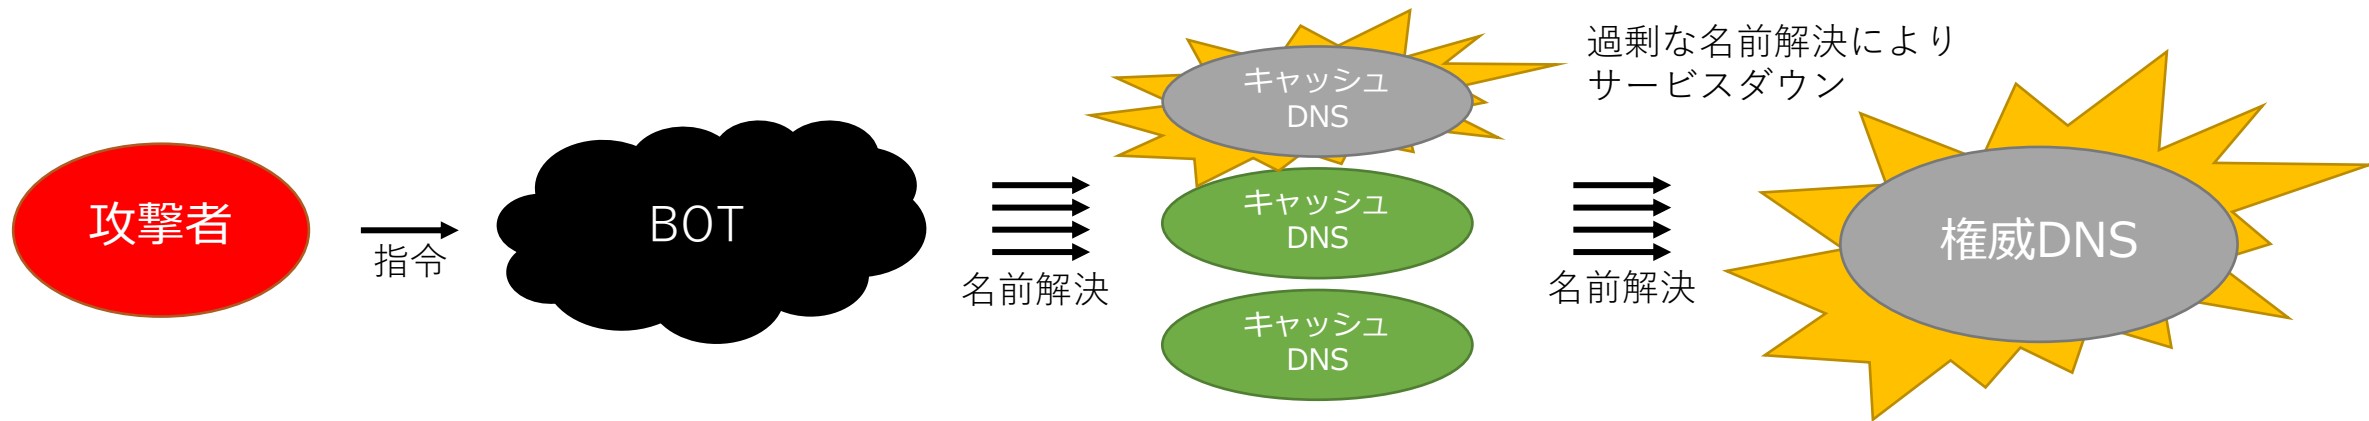 攻撃者
指令
BOT
名前解決
キャッシュ
DNS
キャッシュ
DNS
キャッシュ
DNS
過剰な名前解決により
サービスダウン
名前解決
権威DNS